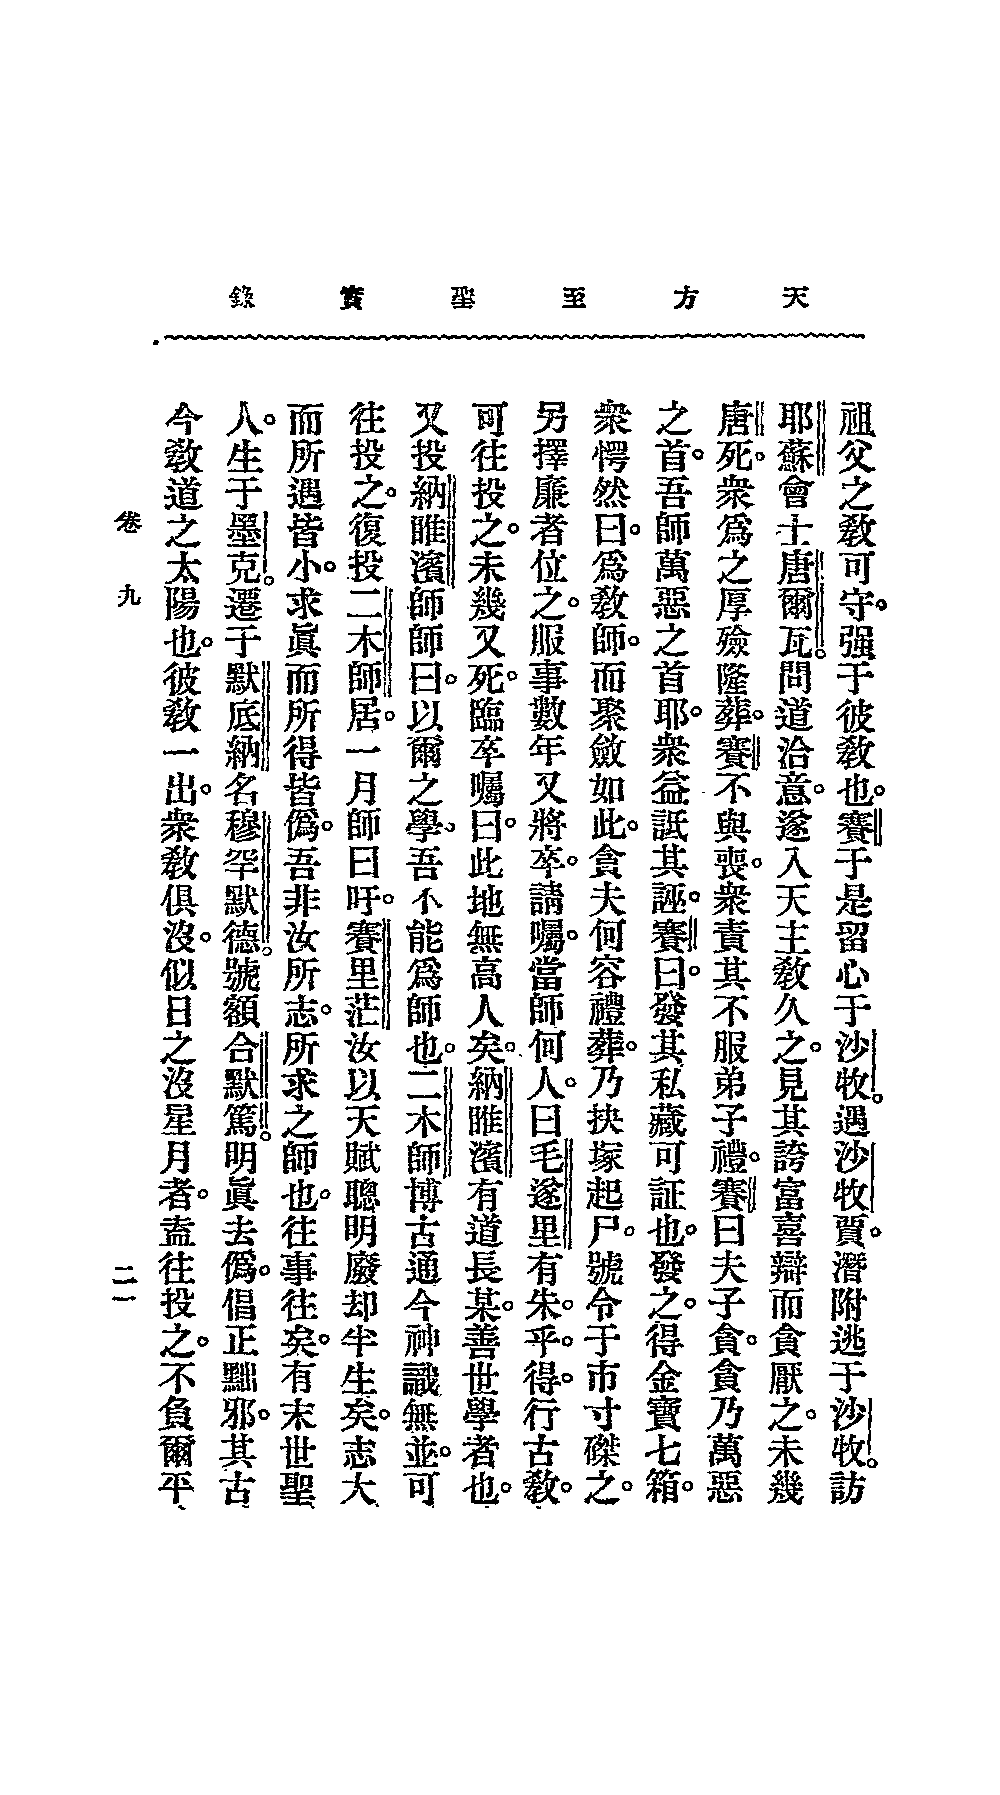 天方至聖實錄
祖父之敎可守。强于彼敎也。賽于是留心于沙牧。遇沙牧賈。潛附逃于沙牧。訪
耶蘇會士唐爾瓦。問道洽意。遂入天主敎久之。見其誇富喜辯而貪厭之。未幾
唐死。衆爲之厚殮隆葬。賽不與喪。衆責其不服弟子禮。賽曰夫子貪。貪乃萬惡
之首。吾師萬惡之首耶。衆益詆其誣。賽曰。發其私藏可証也。發之。得金寶七箱。
衆愕然曰。爲敎師。而聚斂如此。貪夫何容禮葬。乃抉塚起尸。號令于市寸磔之。
另擇廉者位之。服事數年又將卒。請囑。當師何人。曰毛遂里有朱。乎。得。行古敎。
可往投之。未幾又死。臨卒囑曰。此地無高人矣。納睢濱有道長某。善世學者也。
又投納睢濱師師曰。以爾之學、吾不能爲師也。二木師博古通今神識無並。可
往投之。復投二木師居。一月師曰吁。賽里茫汝以天賦聰明廢却半生矣。志大
而所遇皆小。求眞而所得皆僞。吾非汝所志。所求之師也。往事往矣。有末世聖
人。生于墨克。遷于默底納名穆罕默德。號額合默篤。明眞去僞。倡正黜邪。其古
今敎道之太陽也。彼敎一出。衆敎俱沒。似日之沒星月者。盍往投之。不負爾平
卷九
二一